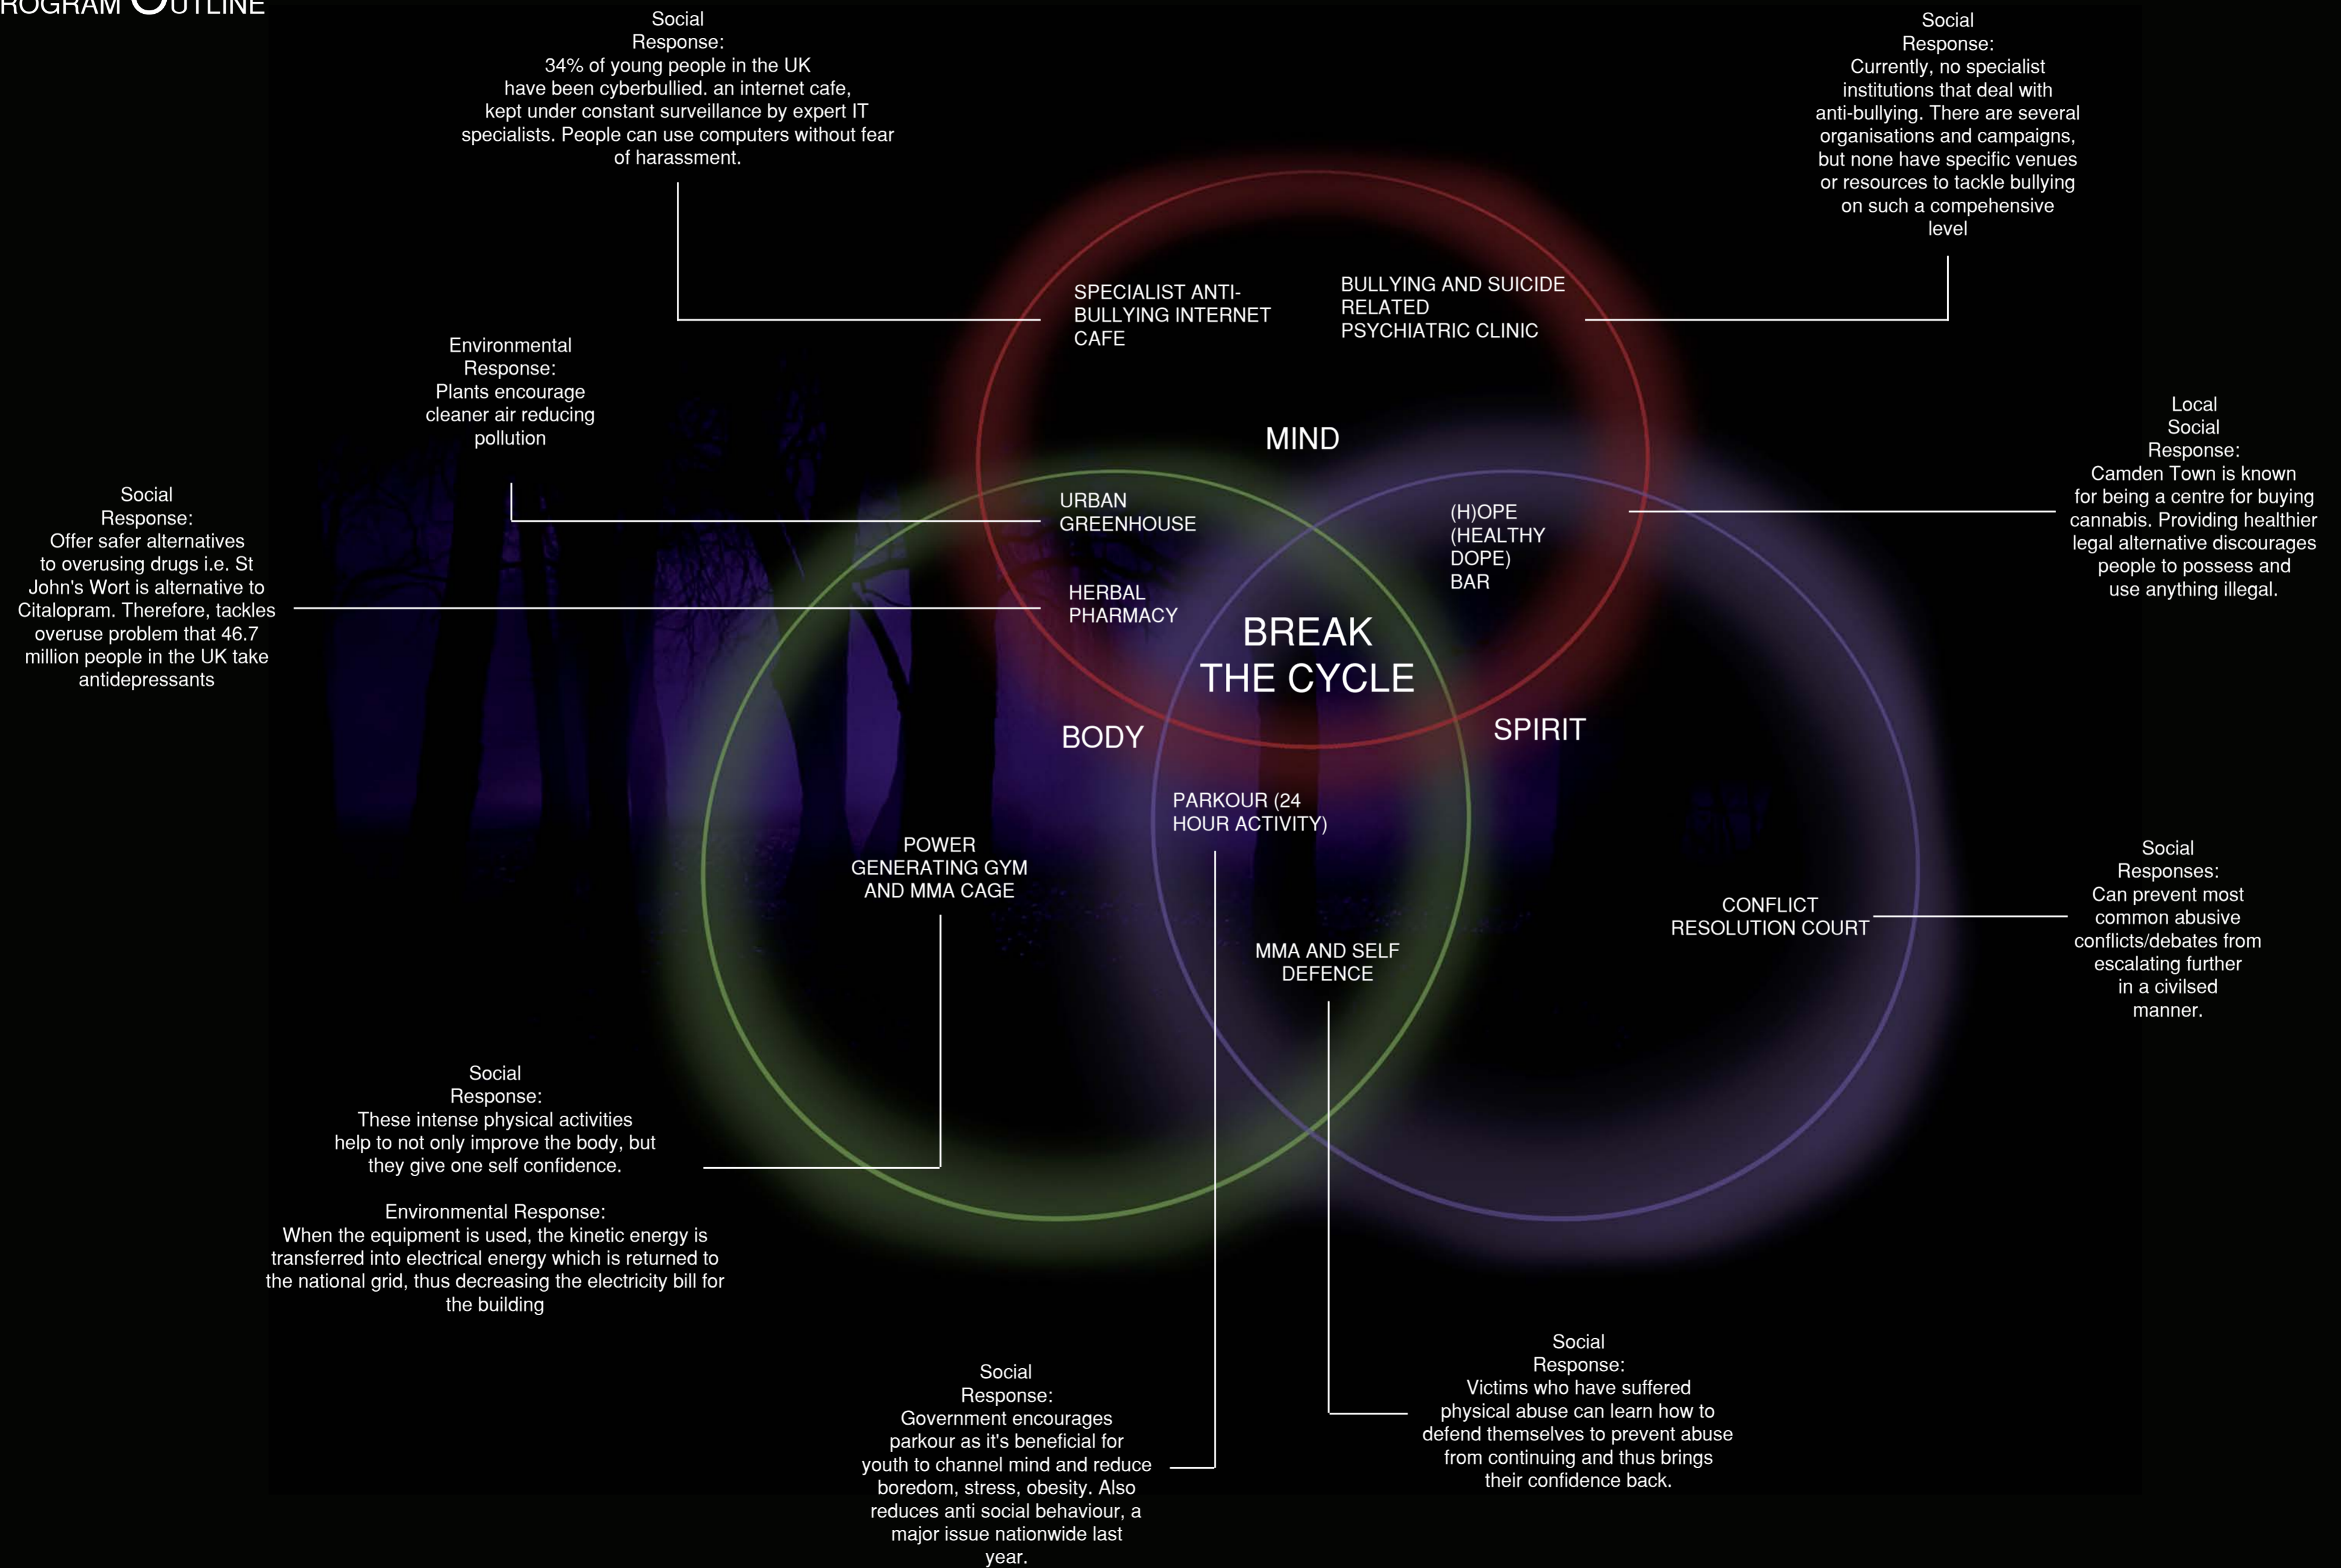 ROGRAM OUTLINE
Social
Response:
34% of young people in the UK
have been cyberbullied. an internet cafe,
kept under constant surveillance by expert IT
specialists. People can use computers without fear
of harassment.
Social
Response:
Currently, no specialist
institutions that deal with
anti-bullying. There are several
organisations and campaigns,
but none have specific venues
or resources to tackle bullying
on such a compehensive
level
SPECIALIST ANTI-
BULLYING INTERNET
CAFE
BULLYING AND SUICIDE
RELATED
PSYCHIATRIC CLINIC
Environmental
Response:
Plants encourage
cleaner air reducing
pollution
MIND
Local
Social
Response:
Camden Town is known
for being a centre for buying
cannabis. Providing healthier
legal alternative discourages
people to possess and
use anything illegal.
Social
Response:
Offer safer alternatives
to overusing drugs i.e. St
John's Wort is alternative to
Citalopram. Therefore, tackles
overuse problem that 46.7
million people in the UK take
antidepressants
URBAN
GREENHOUSE
(H)OPE
(HEALTHY
DOPE)
BAR
HERBAL
PHARMACY
BREAK
THE CYCLE
BODY
SPIRIT
PARKOUR (24
HOUR ACTIVITY)
POWER
GENERATING GYM
AND MMA CAGE
CONFLICT
RESOLUTION COURT
Social
Responses:
Can prevent most
common abusive
conflicts/debates from
escalating further
in a civilsed
manner.
MMA AND SELF
DEFENCE
Social
Response:
These intense physical activities
help to not only improve the body, but
they give one self confidence.
Environmental Response:
When the equipment is used, the kinetic energy is
transferred into electrical energy which is returned to
the national grid, thus decreasing the electricity bill for
the building
Social
Response:
Government encourages
parkour as it's beneficial for
youth to channel mind and reduce
boredom, stress, obesity. Also
reduces anti social behaviour, a
major issue nationwide last
year.
Social
Response:
Victims who have suffered
physical abuse can learn how to
defend themselves to prevent abuse
from continuing and thus brings
their confidence back.